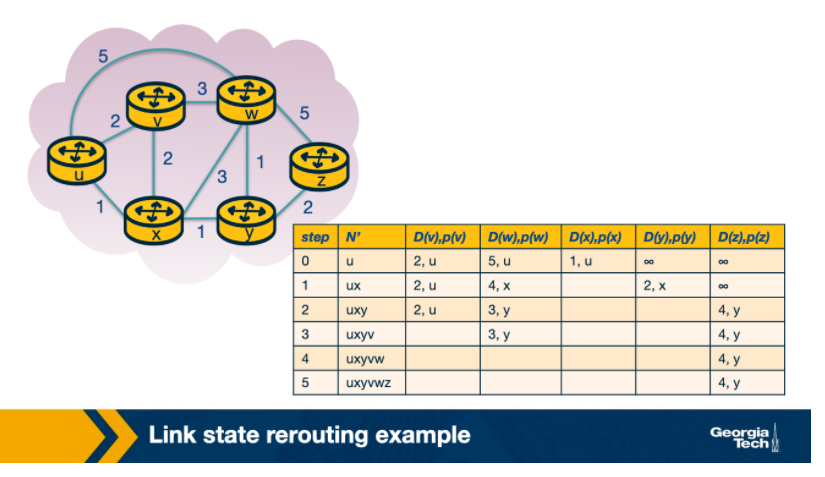 5
3
v
w
2
5
2
u
1
3
z
1
2
x
1
y
step N' D(v),p(v) D(w),p(w) D(x),p(x) D(y),p(y) D(z),p(z)
0 u 2, u 5, u 1, u ∞ ∞
1 ux 2, u 4, x 2, x ∞
2 uxy 2, u 3, y 4, y
3 uxyv 3, y 4, y
4 uxyvw 4, y
5 uxyvwz 4, y
Link state rerouting example
Georgia
Tech